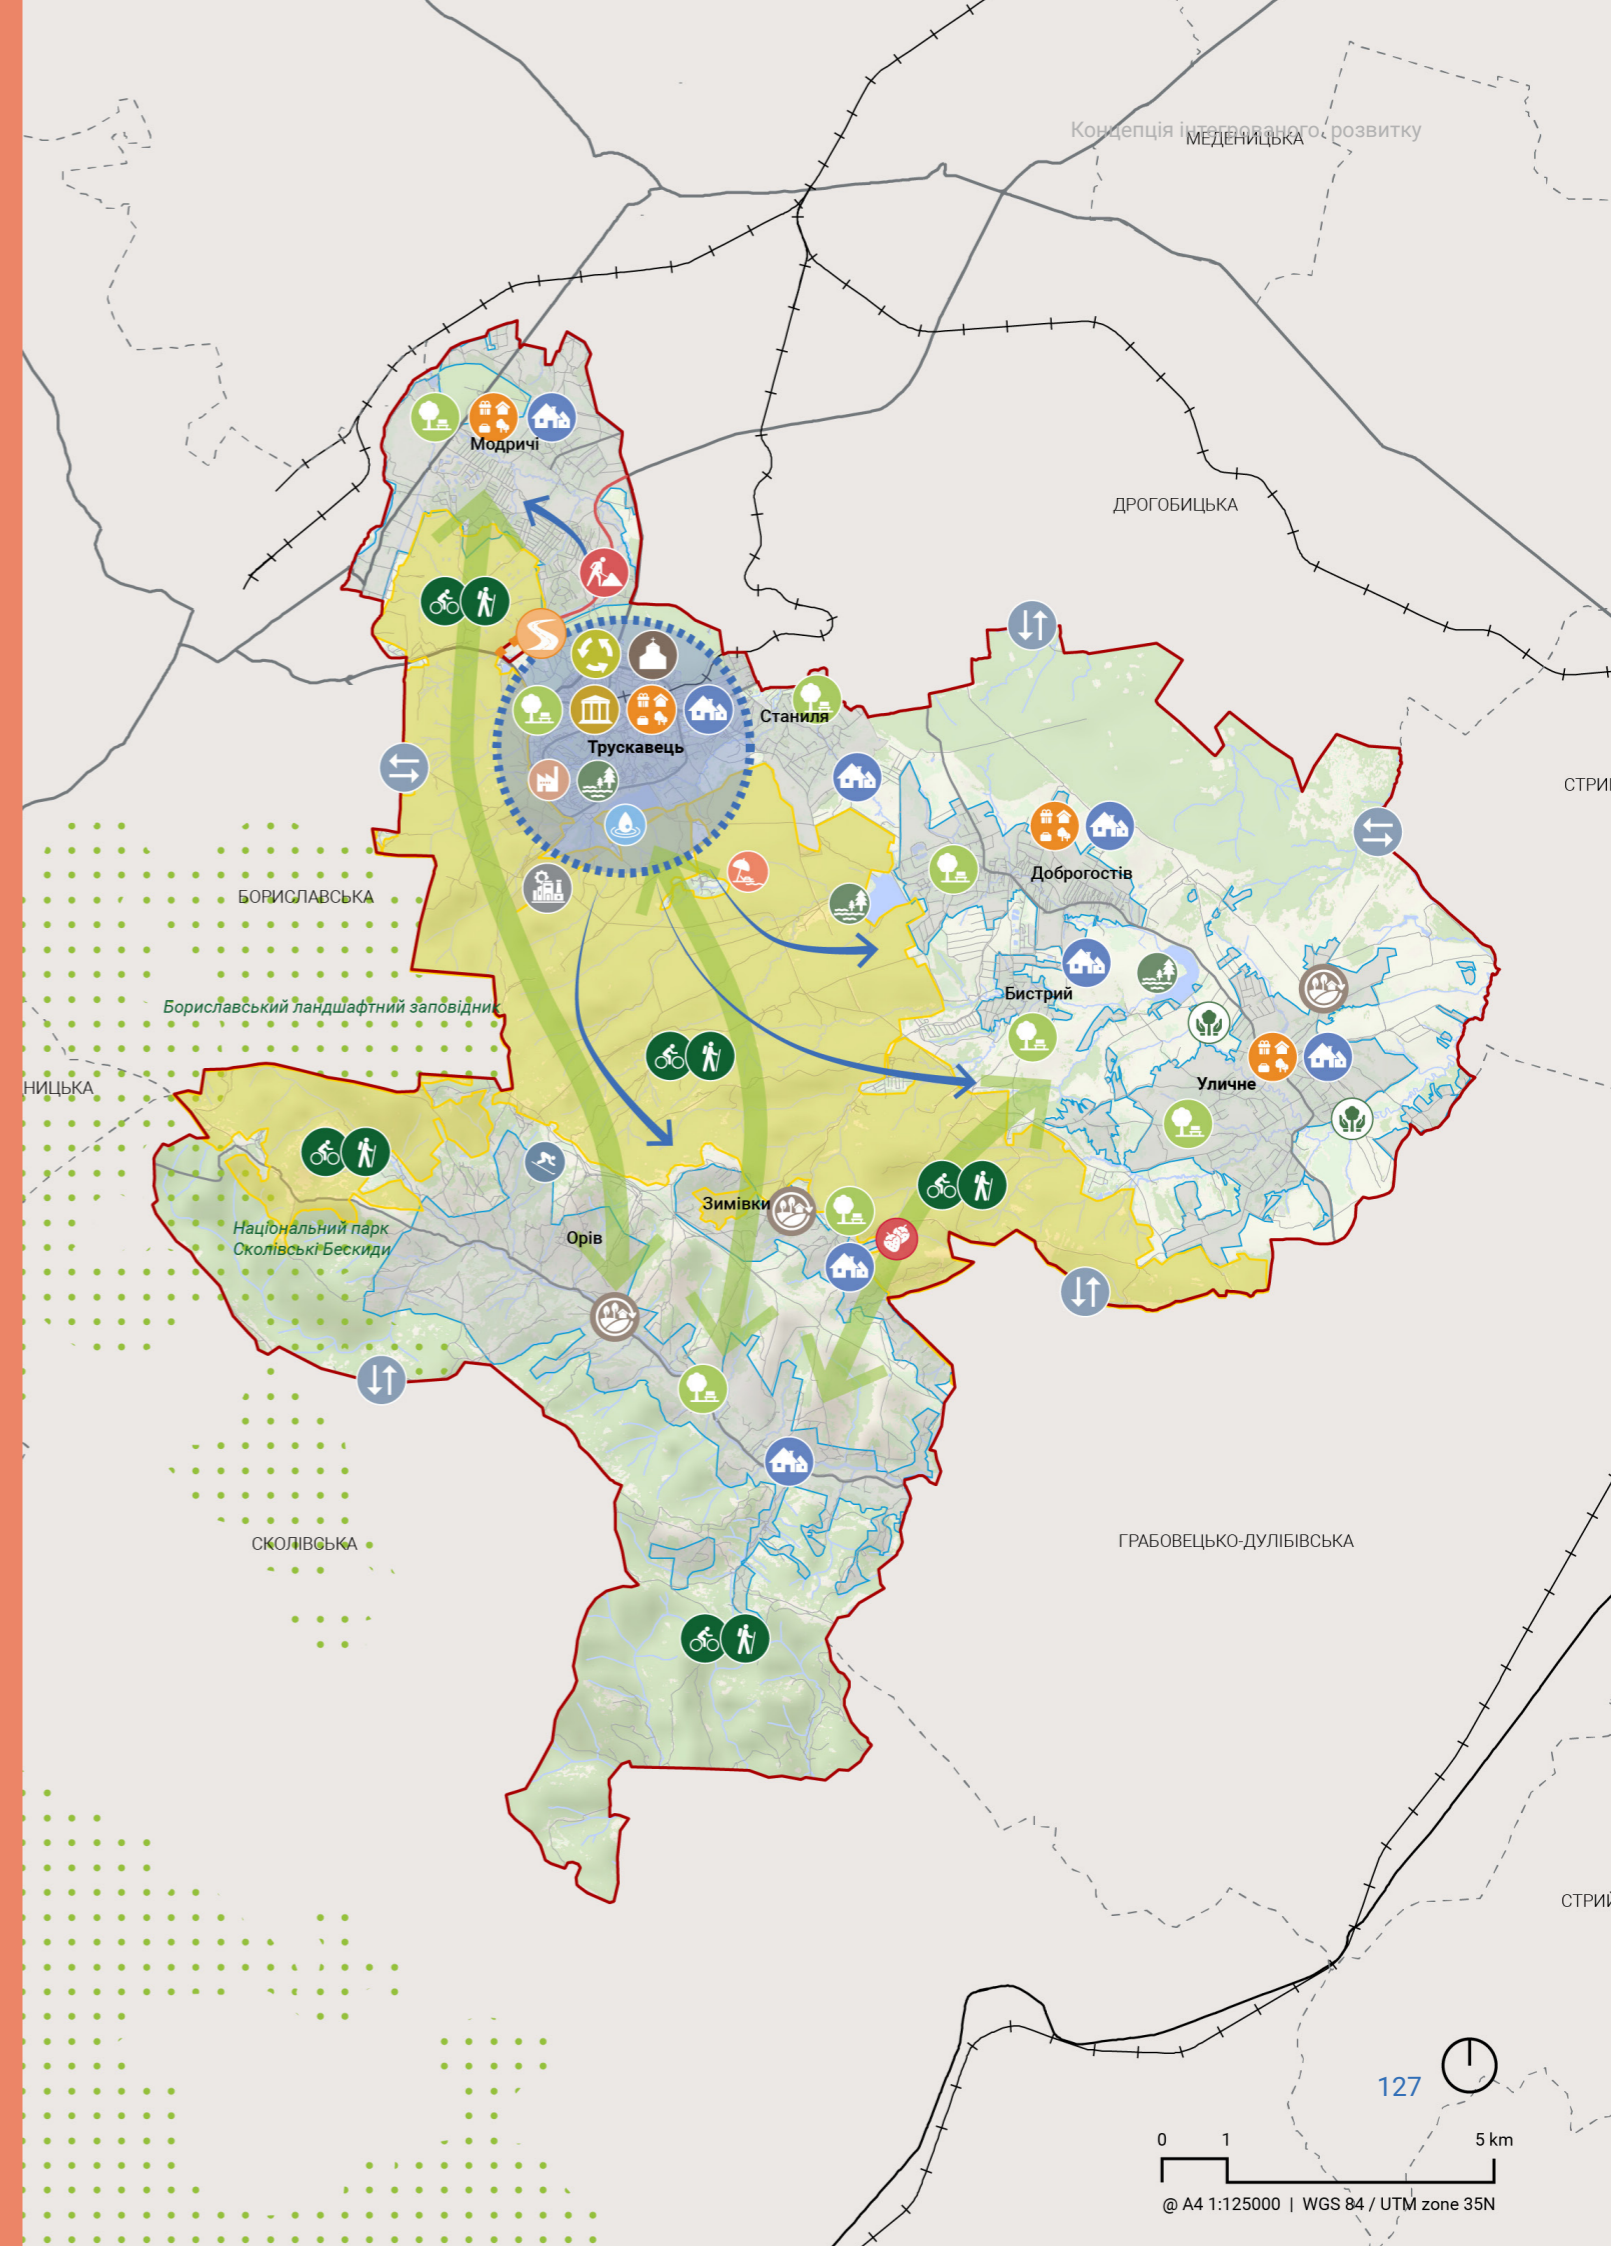 Концепція інтегрованого розвитку
МЕДЕНИЦЬКА
Модричі
ДРОГОБИЦЬКА
Станиля
Трускавець
СТРИЙ
Доброгостів
БОРИСЛАВСЬКА
Бистрий
Бориславський ландшафтний заповідник
НИЦЬКА
Уличне
Зимівки
Національний парк
Сколівські Бескиди
Орів
СКОЛІВСЬКА
ГРАБОВЕЦЬКО-ДУЛІБІВСЬКА
СТРИЙ
127
0 1 5 km
@ A4 1:125000 | WGS 84 / UTM zone 35N